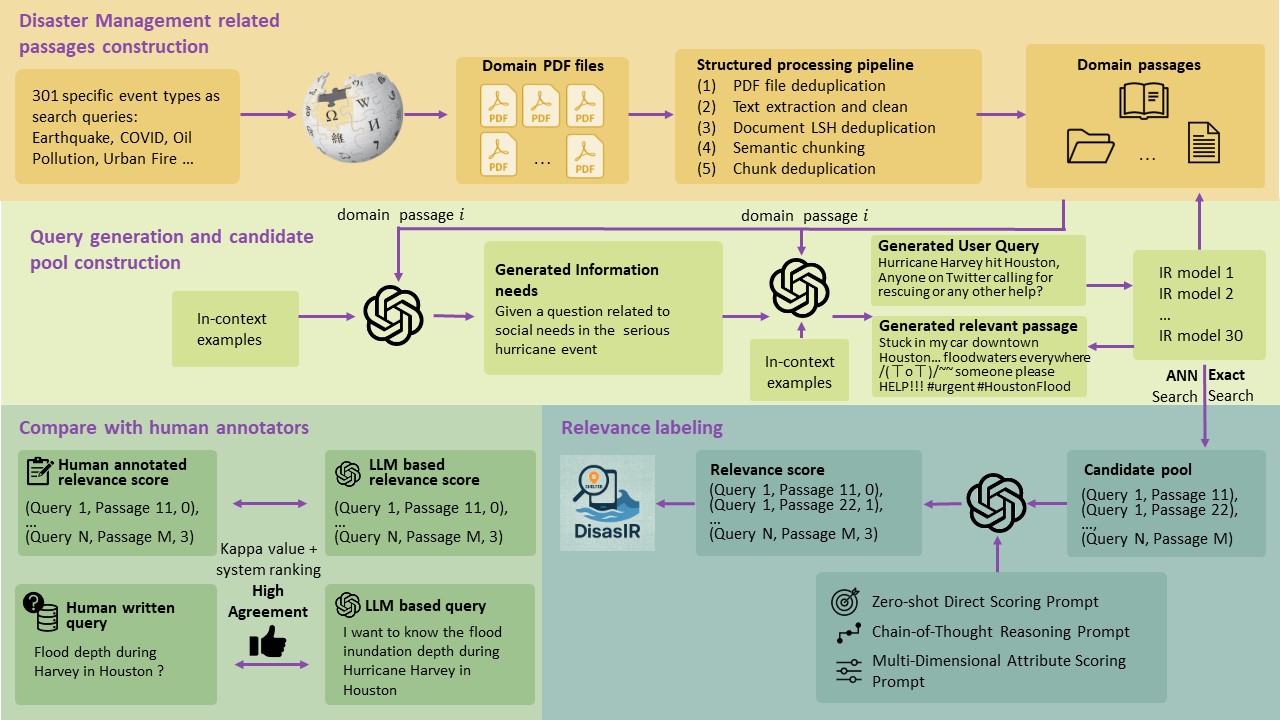 Disaster Management related
passages construction
301 specific event types as
search queries:
Earthquake, COVID, Oil
Pollution, Urban Fire ...
Ω
W
И
維
7
Domain PDF files
PDF
PDF
PDF
PDF
...
PDF
Structured processing pipeline
(1) PDF file deduplication
(2) Text extraction and clean
(3) Document LSH deduplication
(4) Semantic chunking
(5) Chunk deduplication
Domain passages
...
Query generation and candidate
pool construction
domain passage i
domain passage i
In-context
examples
Generated Information
needs
Given a question related to
social needs in the serious
hurricane event
In-context
examples
Generated User Query
Hurricane Harvey hit Houston,
Anyone on Twitter calling for
rescuing or any other help?
Generated relevant passage
Stuck in my car downtown
Houston... floodwaters everywhere
/(ㄒoㄒ)/~~ someone please
HELP!!! #urgent #HoustonFlood
IR model 1
IR model 2
...
IR model 30
ANN
Search
Exact
Search
Compare with human annotators
Human annotated
relevance score
(Query 1, Passage 11, 0),
...
(Query N, Passage M, 3)
LLM based
relevance score
(Query 1, Passage 11, 0),
...
(Query N, Passage M, 3)
Kappa value +
system ranking
High
Agreement
Human written
query
Flood depth during
Harvey in Houston ?
LLM based query
I want to know the flood
inundation depth during
Hurricane Harvey in
Houston
Relevance labeling
SHELTER
DisasIR
Relevance score
(Query 1, Passage 11, 0),
(Query 1, Passage 22, 1),
...
(Query N, Passage M, 3)
Candidate pool
(Query 1, Passage 11),
(Query 1, Passage 22),
...,
(Query N, Passage M)
Zero-shot Direct Scoring Prompt
Chain-of-Thought Reasoning Prompt
Multi-Dimensional Attribute Scoring
Prompt